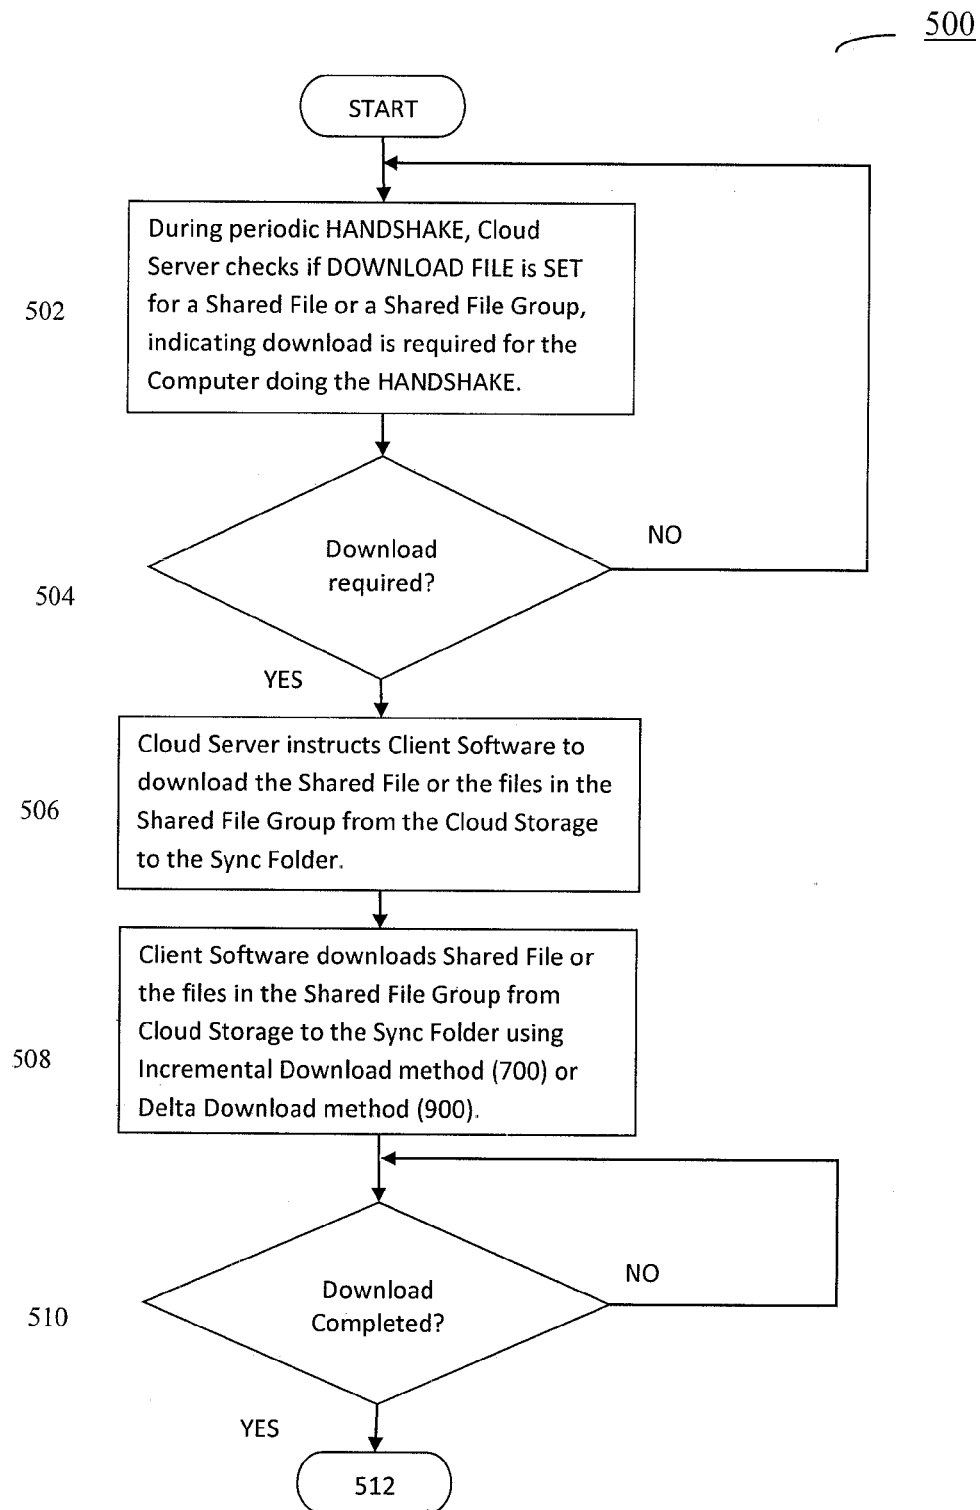 500
START
During periodic HANDSHAKE, Cloud
Server checks if DOWNLOAD FILE is SET
for a Shared File or a Shared File Group,
indicating download is required for the
Computer doing the HANDSHAKE.
502
Download
required?
NO
504
YES
Cloud Server instructs Client Software to
download the Shared File or the files in the
Shared File Group from the Cloud Storage
to the Sync Folder.
506
Client Software downloads Shared File or
the files in the Shared File Group from
Cloud Storage to the Sync Folder using
Incremental Download method (700) or
Delta Download method (900).
508
Download
Completed?
NO
510
YES
512